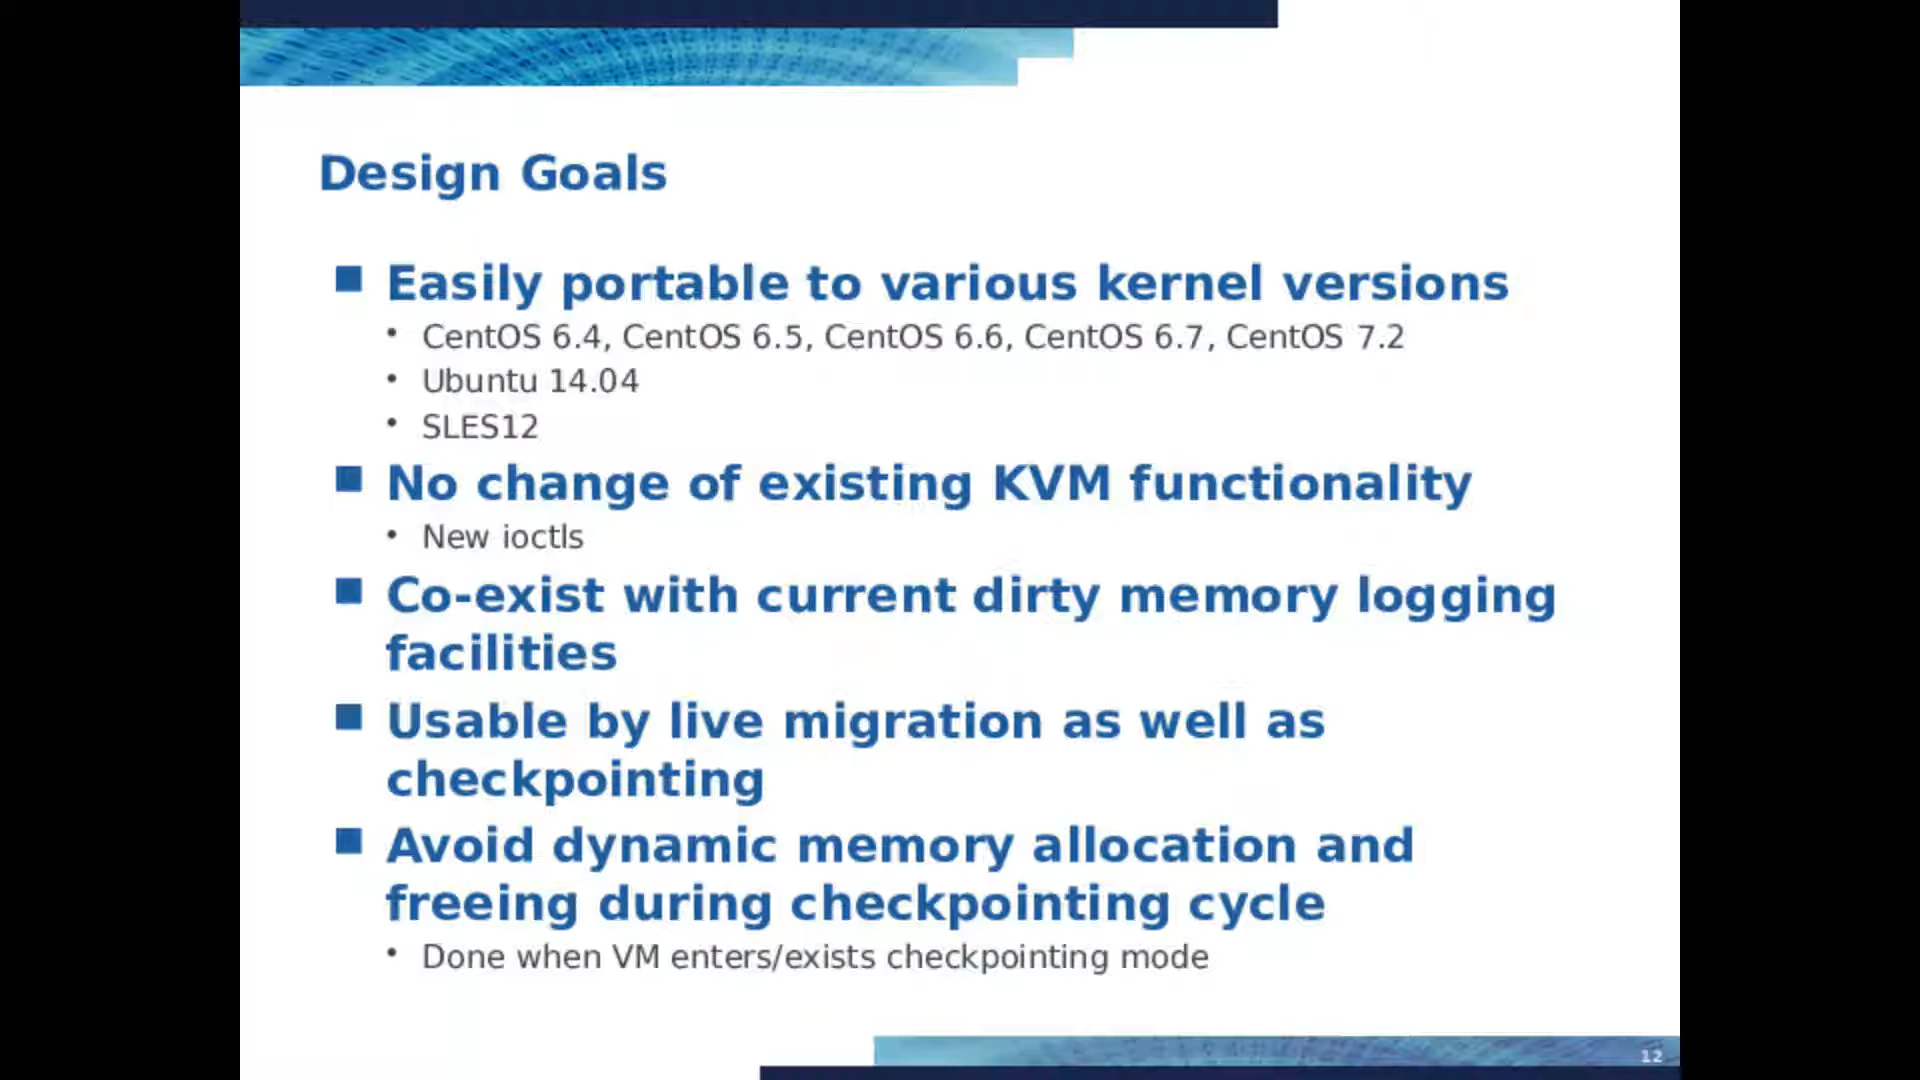 Design Goals
Easily portable to various kernel versions
• CentOS 6.4, CentOS 6.5, CentOS 6.6, CentOS 6.7, CentOS 7.2
• Ubuntu 14.04
• SLES12
No change of existing KVM functionality
• New ioctls
Co-exist with current dirty memory logging
facilities
Usable by live migration as well as
checkpointing
Avoid dynamic memory allocation and
freeing during checkpointing cycle
• Done when VM enters/exists checkpointing mode
12